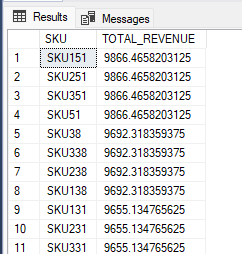 Results Messages
SKU TOTAL_REVENUE
1 SKU151 9866.4658203125
2 SKU251 9866.4658203125
3 SKU351 9866.4658203125
4 SKU51 9866.4658203125
5 SKU38 9692.318359375
6 SKU338 9692.318359375
7 SKU238 9692.318359375
8 SKU138 9692.318359375
9 SKU131 9655.134765625
10 SKU231 9655.134765625
11 SKU331 9655.134765625